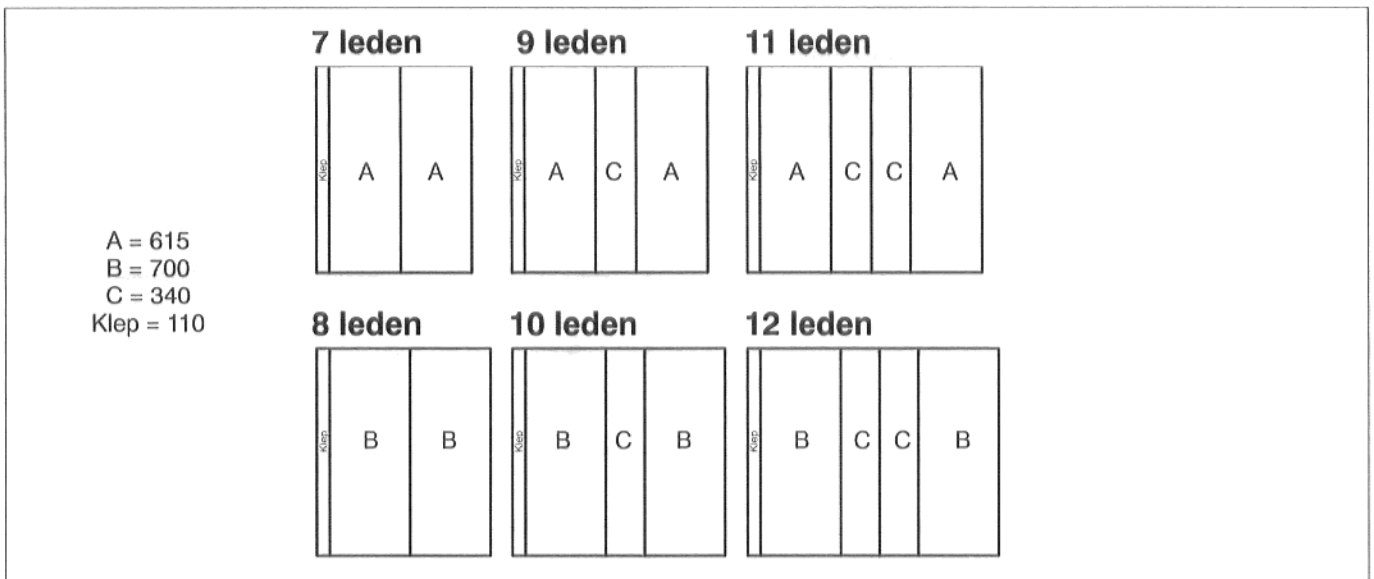 7 leden
9 leden
11 leden
Klep A A
Klep A C A
Klep A C C A
A = 615
B = 700
C = 340
Klep = 110
8 leden
10 leden
12 leden
Klep B B
Klep B C B
Klep B C C B